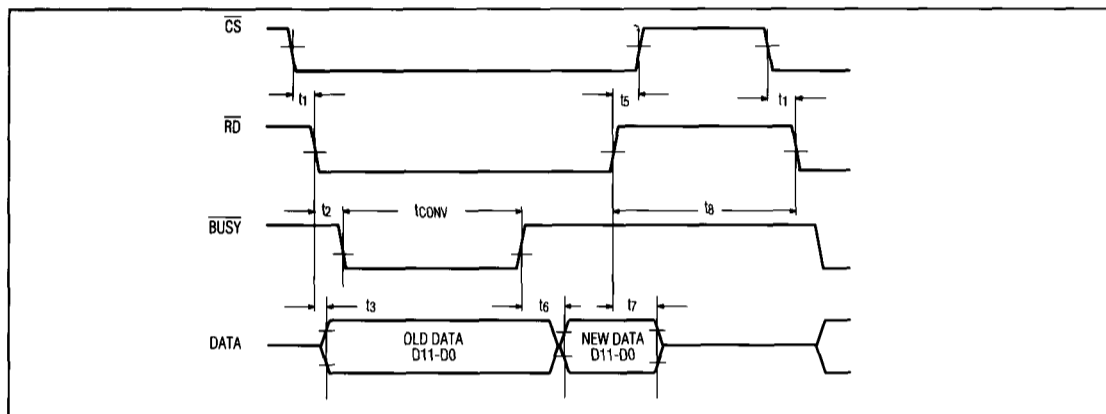 CS
t1 t5 t1
RD
t2 tCONV t8
BUSY
t3 t6 t7
DATA OLD DATA NEW DATA
D11-D0 D11-D0